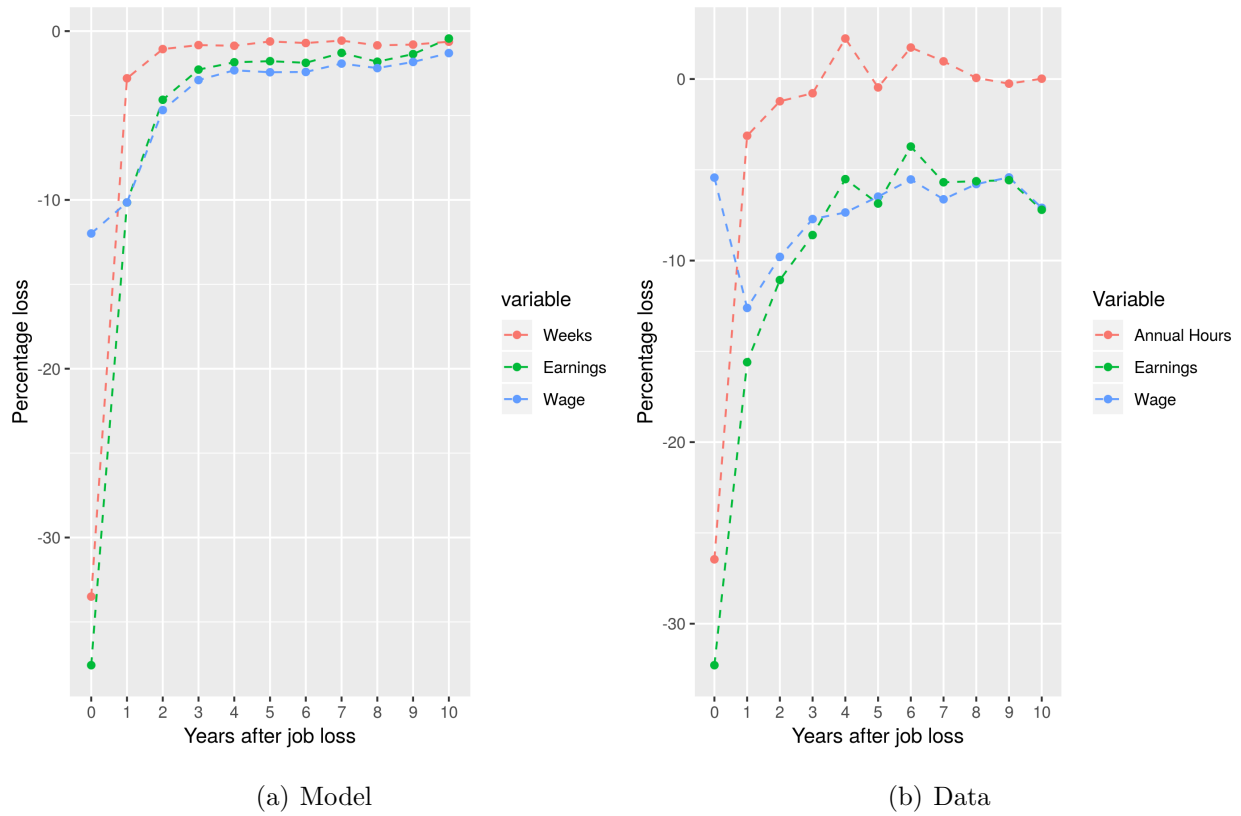 0
-10
-20
-30
Percentage loss
0 1 2 3 4 5 6 7 8 9 10
Years after job loss
variable
Weeks
Earnings
Wage
(a) Model
0
-10
-20
-30
Percentage loss
0 1 2 3 4 5 6 7 8 9 10
Years after job loss
Variable
Annual Hours
Earnings
Wage
(b) Data